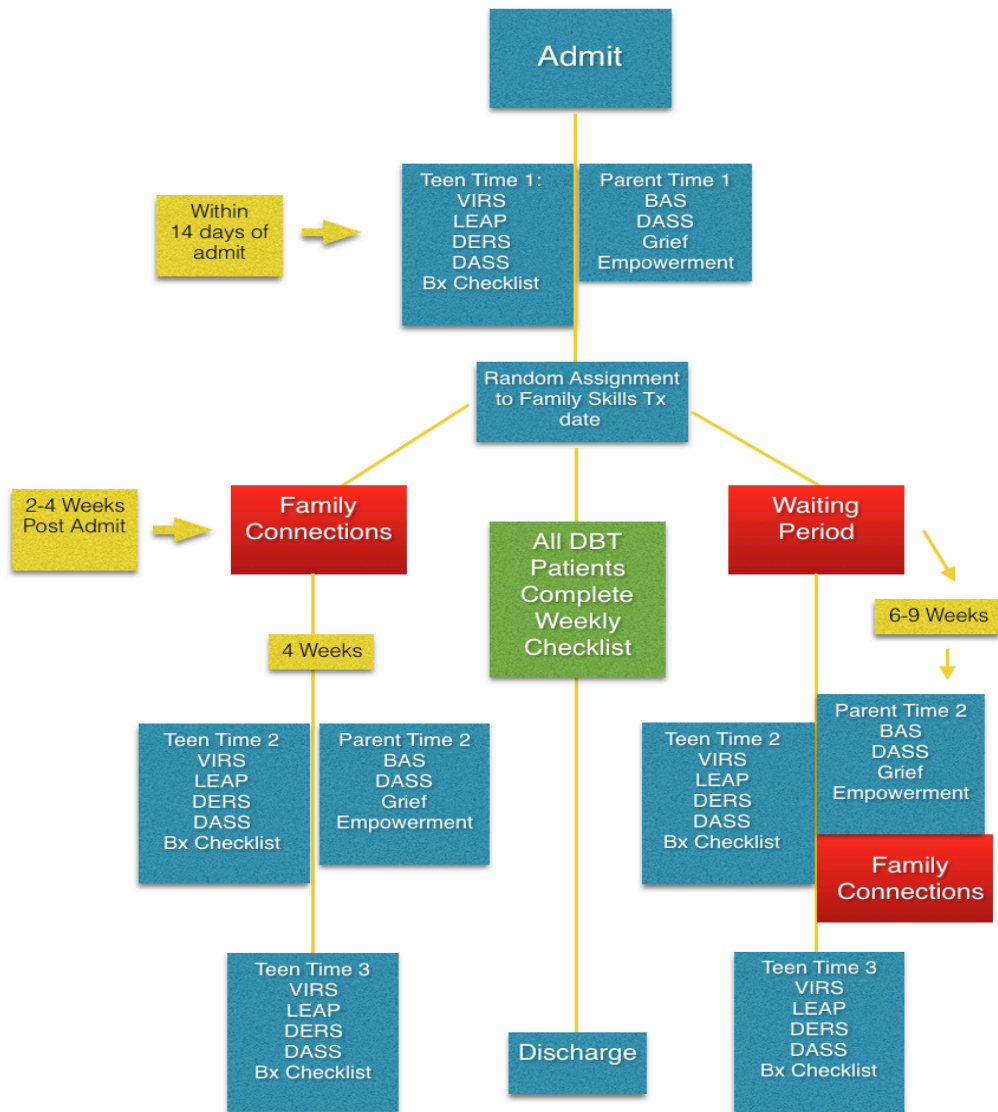 Admit
Within
14 days of
admit
Teen Time 1:
VIRS
LEAP
DERS
DASS
Bx Checklist
Parent Time 1
BAS
DASS
Grief
Empowerment
Random Assignment
to Family Skills Tx
date
2-4 Weeks
Post Admit
Family
Connections
All DBT
Patients
Complete
Weekly
Checklist
Waiting
Period
6-9 Weeks
4 Weeks
Teen Time 2
VIRS
LEAP
DERS
DASS
Bx Checklist
Parent Time 2
BAS
DASS
Grief
Empowerment
Teen Time 2
VIRS
LEAP
DERS
DASS
Bx Checklist
Parent Time 2
BAS
DASS
Grief
Empowerment
Family
Connections
Teen Time 3
VIRS
LEAP
DERS
DASS
Bx Checklist
Discharge
Teen Time 3
VIRS
LEAP
DERS
DASS
Bx Checklist